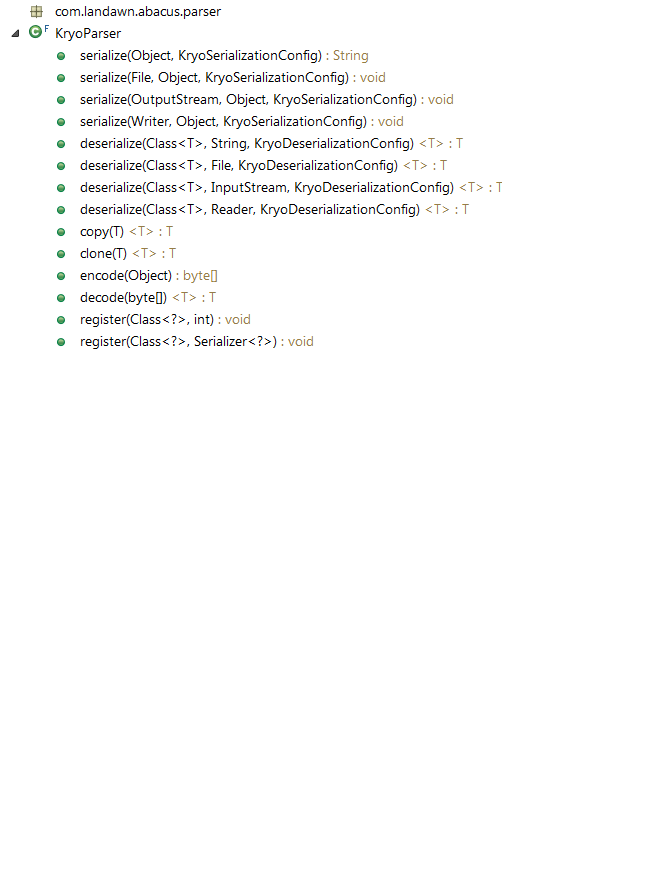 com.landawn.abacus.parser
C F KryoParser
serialize(Object, KryoSerializationConfig) : String
serialize(File, Object, KryoSerializationConfig) : void
serialize(OutputStream, Object, KryoSerializationConfig) : void
serialize(Writer, Object, KryoSerializationConfig) : void
deserialize(Class<T>, String, KryoDeserializationConfig) <T> : T
deserialize(Class<T>, File, KryoDeserializationConfig) <T> : T
deserialize(Class<T>, InputStream, KryoDeserializationConfig) <T> : T
deserialize(Class<T>, Reader, KryoDeserializationConfig) <T> : T
copy(T) <T> : T
clone(T) <T> : T
encode(Object) : byte[]
decode(byte[]) <T> : T
register(Class<?>, int) : void
register(Class<?>, Serializer<?>) : void